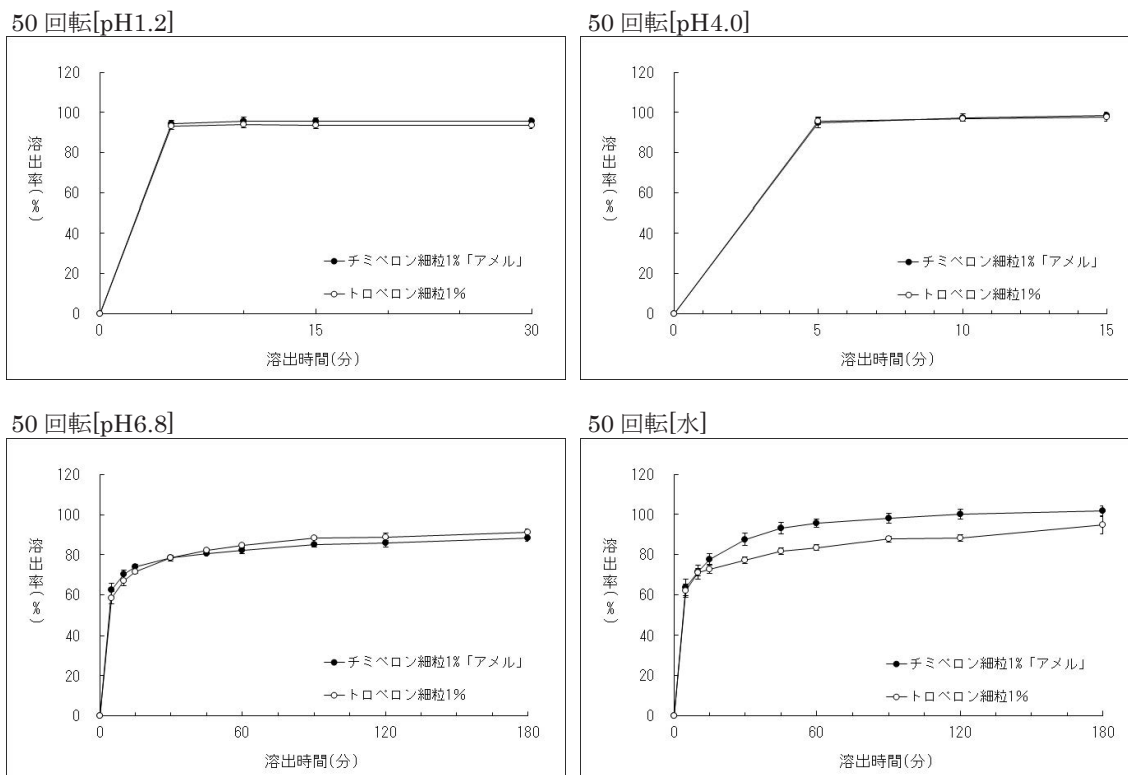 50 回転[pH1.2]
120
100
80
60
40
20
0
溶出率(%)
チミペロン細粒1%「アメル」
トロペロン細粒1%
0
15
30
溶出時間(分)
50 回転[pH4.0]
120
100
80
60
40
20
0
溶出率(%)
チミペロン細粒1%「アメル」
トロペロン細粒1%
0
5
10
15
溶出時間(分)
50 回転[pH6.8]
120
100
80
60
40
20
0
溶出率(%)
チミペロン細粒1%「アメル」
トロペロン細粒1%
0
60
120
180
溶出時間(分)
50 回転[水]
120
100
80
60
40
20
0
溶出率(%)
チミペロン細粒1%「アメル」
トロペロン細粒1%
0
60
120
180
溶出時間(分)